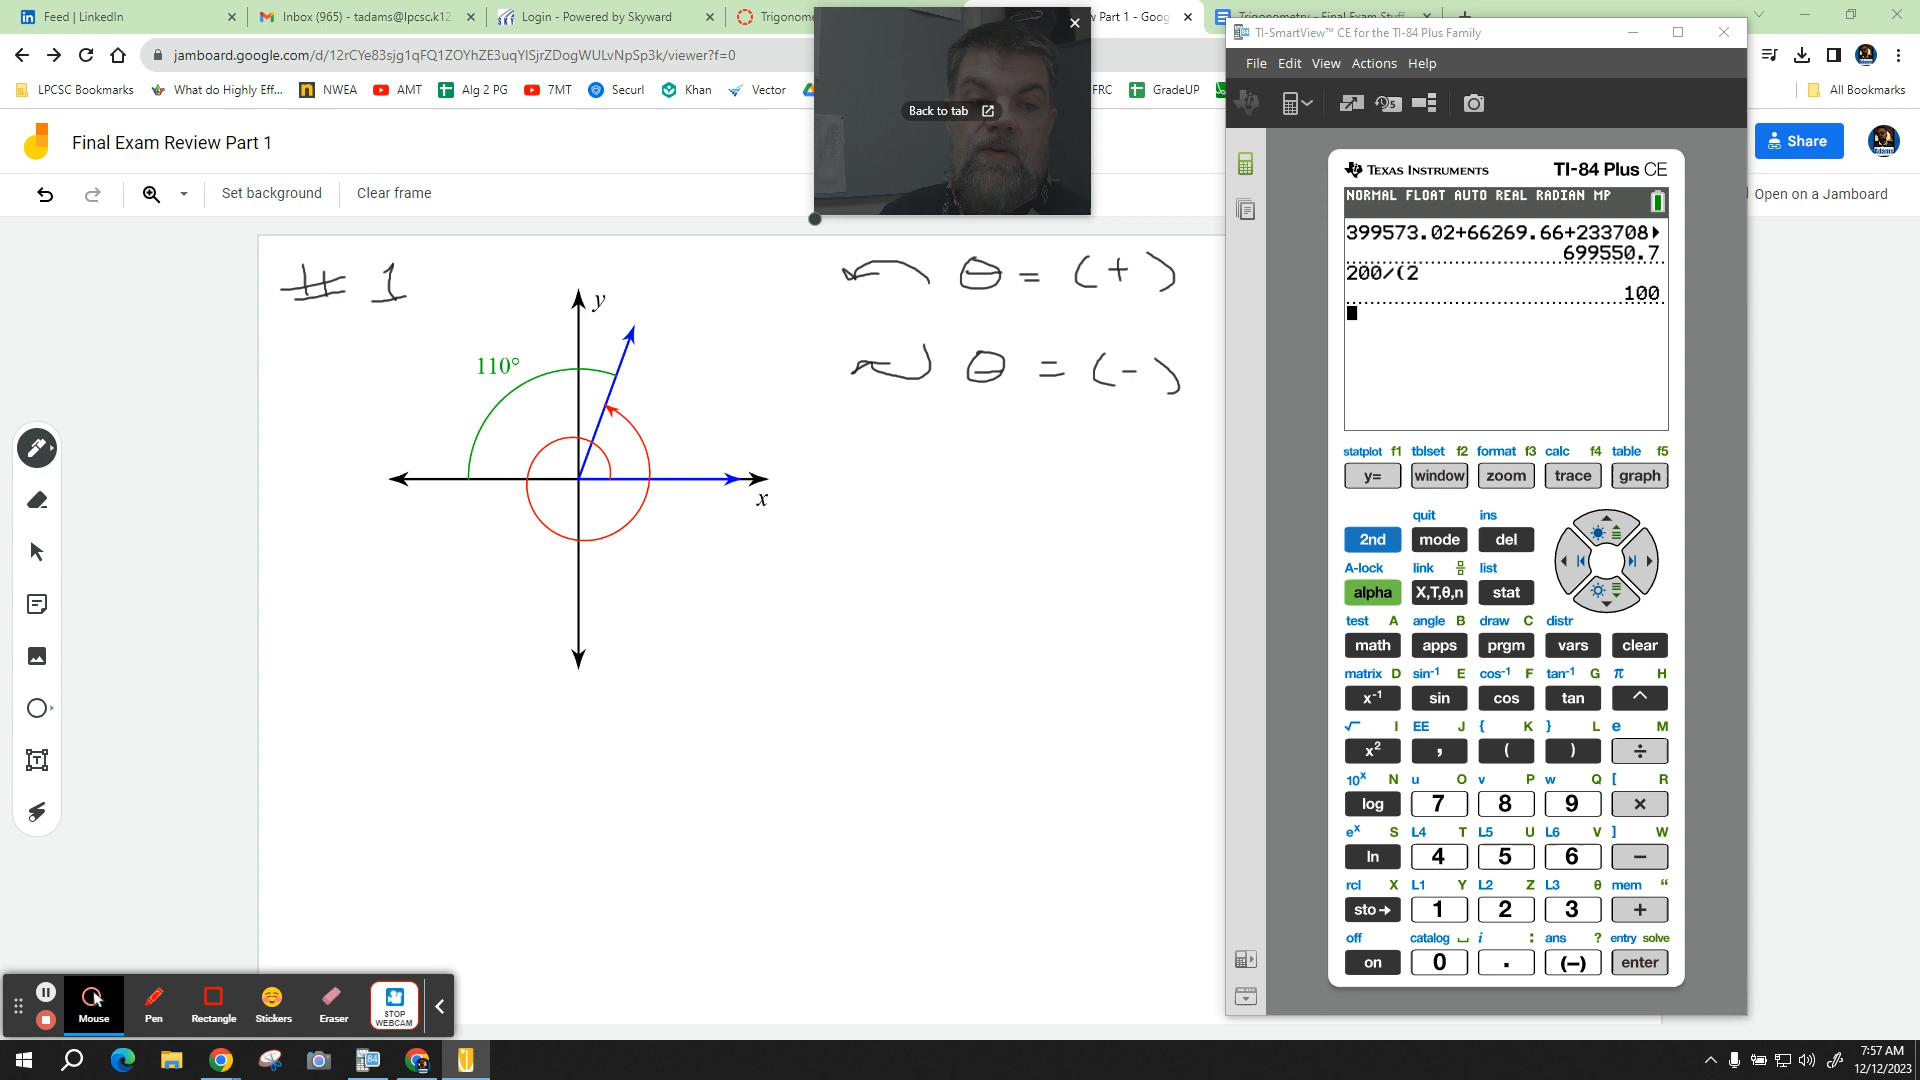 Feed | LinkedIn
Inbox (965) - tadams@lpcsc.k12
Login - Powered by Skyward
Trigonome
Part 1 - Goog
Trigonometry - Final Exam Stuff
jamboard.google.com/d/12rCYe83sjg1qFQ1ZOYhZE3uqYlSjrZDogWULvNpSp3k/viewer?f=0
LPCSC Bookmarks
What do Highly Eff...
NWEA
AMT
Alg 2 PG
7MT
Securl
Khan
Vector
FRC
GradeUP
All Bookmarks
Back to tab
Final Exam Review Part 1
Share
Set background
Clear frame
Open on a Jamboard
# 1
y
110°
x
θ = (+)
θ = (-)
TI-SmartView™ CE for the TI-84 Plus Family
File Edit View Actions Help
TEXAS INSTRUMENTS
TI-84 Plus CE
NORMAL FLOAT AUTO REAL RADIAN MP
399573.02+66269.66+233708
699550.7
200/(2
100
statplot f1 tblset f2 format f3 calc f4 table f5
y= window zoom trace graph
quit ins
2nd mode del
A-lock link list
alpha X,T,θ,n stat
test A angle B draw C distr
math apps prgm vars clear
matrix D sin-1 E cos-1 F tan-1 G π H
x-1 sin cos tan ^
√ I EE J { K } L e M
x² , ( ) ÷
10x N u O v P w Q [ R
log 7 8 9 ×
ex S L4 T L5 U L6 V ] W
ln 4 5 6 −
rcl X L1 Y L2 Z L3 θ mem “
sto→ 1 2 3 +
off catalog i : ans ? entry solve
on 0 . (−) enter
Mouse
Pen
Rectangle
Stickers
Eraser
STOP WEBCAM
7:57 AM
12/12/2023